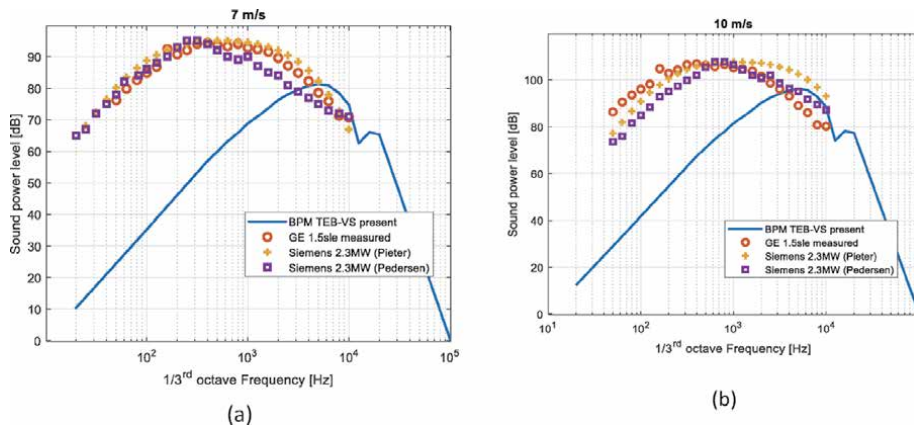 7 m/s
Sound power level [dB]
90
80
70
60
50
40
30
20
10
0
BPM TEB-VS present
GE 1.5sle measured
Siemens 2.3MW (Pieter)
Siemens 2.3MW (Pedersen)
10² 10³ 10⁴ 10⁵
1/3ʳᵈ octave Frequency [Hz]
(a)
10 m/s
Sound power level [dB]
100
80
60
40
20
0
BPM TEB-VS present
GE 1.5sle measured
Siemens 2.3MW (Pieter)
Siemens 2.3MW (Pedersen)
10¹ 10² 10³ 10⁴
1/3ʳᵈ octave Frequency [Hz]
(b)